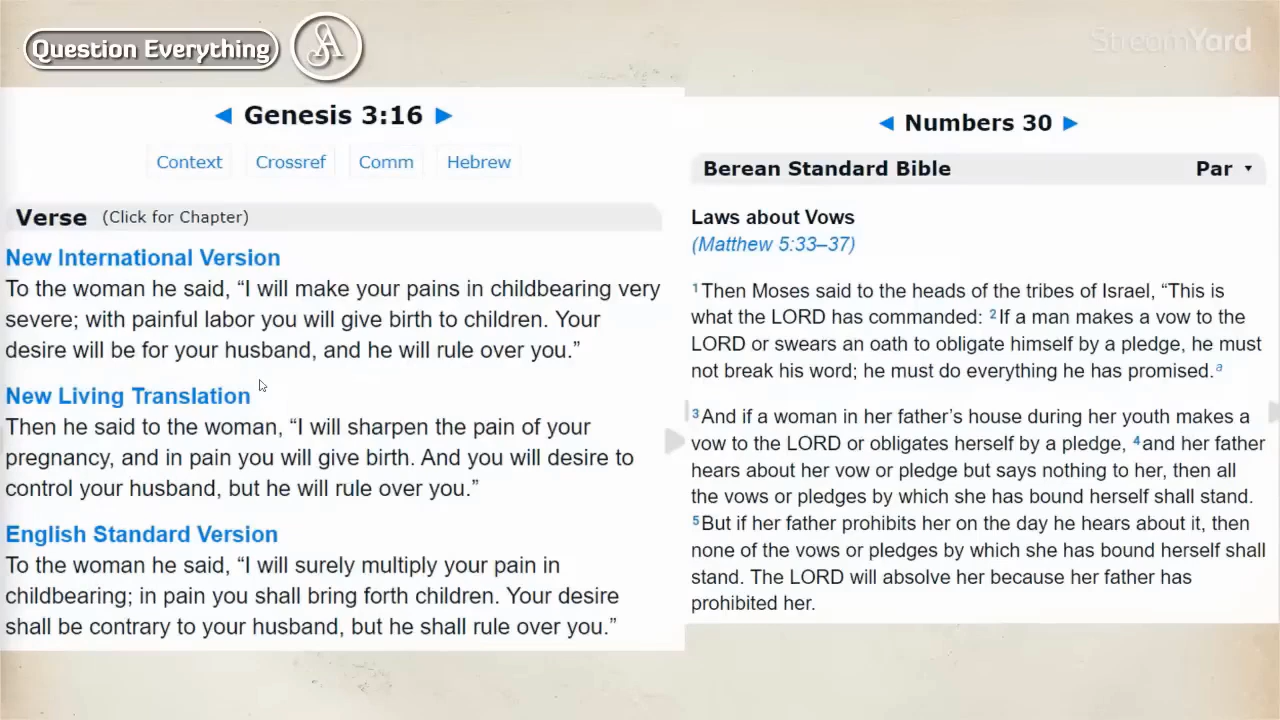 Question Everything
StreamYard
◄ Genesis 3:16 ►
Context Crossref Comm Hebrew
Verse (Click for Chapter)
New International Version
To the woman he said, “I will make your pains in childbearing very
severe; with painful labor you will give birth to children. Your
desire will be for your husband, and he will rule over you.”
New Living Translation
Then he said to the woman, “I will sharpen the pain of your
pregnancy, and in pain you will give birth. And you will desire to
control your husband, but he will rule over you.”
English Standard Version
To the woman he said, “I will surely multiply your pain in
childbearing; in pain you shall bring forth children. Your desire
shall be contrary to your husband, but he shall rule over you.”
◄ Numbers 30 ►
Berean Standard Bible Par ▾
Laws about Vows
(Matthew 5:33–37)
1Then Moses said to the heads of the tribes of Israel, “This is
what the LORD has commanded: 2If a man makes a vow to the
LORD or swears an oath to obligate himself by a pledge, he must
not break his word; he must do everything he has promised.a
3And if a woman in her father’s house during her youth makes a
vow to the LORD or obligates herself by a pledge, 4and her father
hears about her vow or pledge but says nothing to her, then all
the vows or pledges by which she has bound herself shall stand.
5But if her father prohibits her on the day he hears about it, then
none of the vows or pledges by which she has bound herself shall
stand. The LORD will absolve her because her father has
prohibited her.